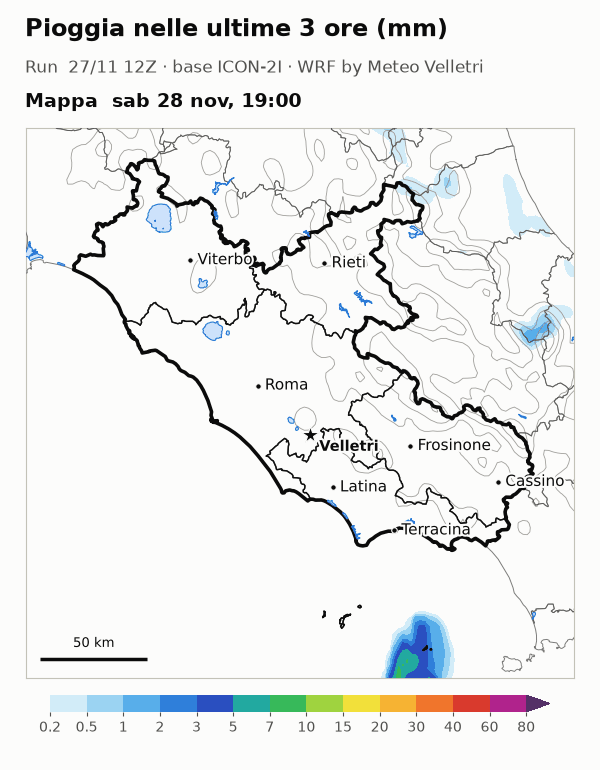 Pioggia nelle ultime 3 ore (mm)
Run  27/11 12Z · base ICON-2I · WRF by Meteo Velletri
Mappa  sab 28 nov, 19:00
Viterbo
Rieti
Roma
Velletri
Frosinone
Latina
Cassino
Terracina
50 km
0.2 0.5 1 2 3 5 7 10 15 20 30 40 60 80